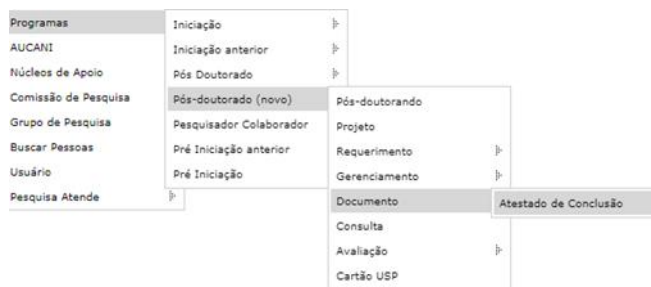 Programas
AUCANI
Núcleos de Apoio
Comissão de Pesquisa
Grupo de Pesquisa
Buscar Pessoas
Usuário
Pesquisa Atende
Iniciação
Iniciação anterior
Pós Doutorado
Pós-doutorado (novo)
Pesquisador Colaborador
Pré Iniciação anterior
Pré Iniciação
Pós-doutorando
Projeto
Requerimento
Gerenciamento
Documento
Consulta
Avaliação
Cartão USP
Atestado de Conclusão